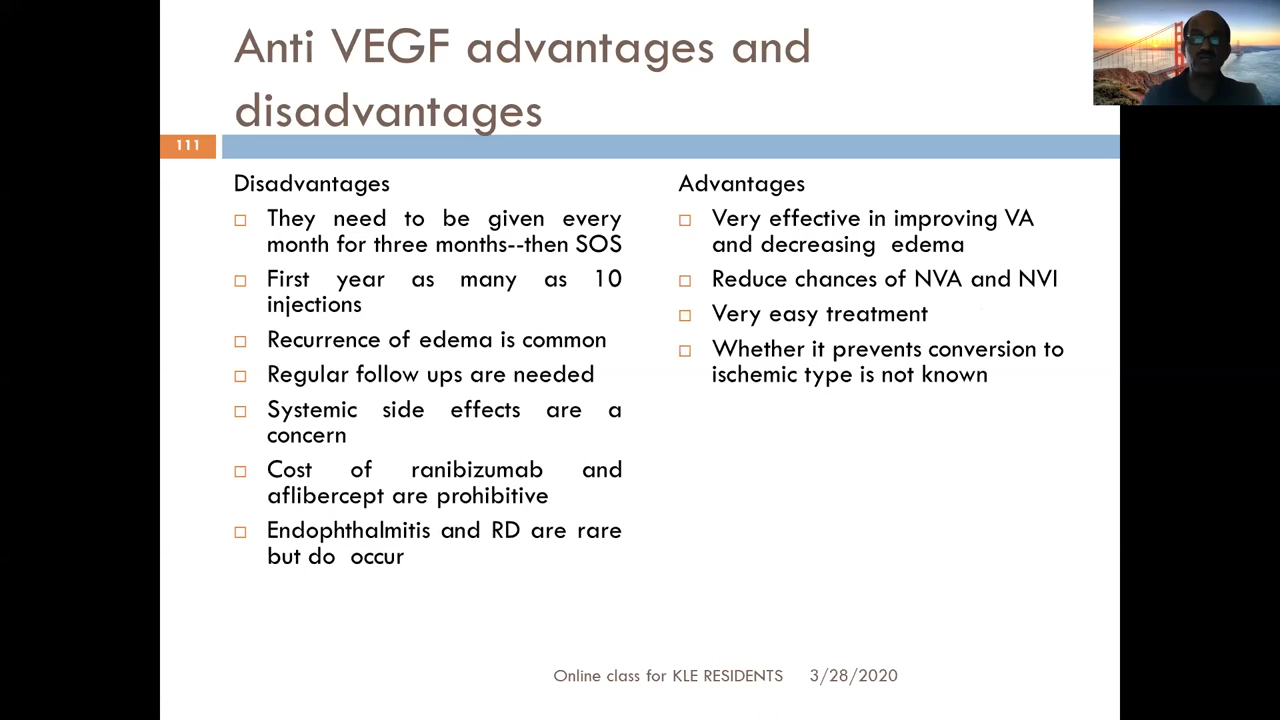 Anti VEGF advantages and
disadvantages
111
Disadvantages
They need to be given every
month for three months--then SOS
First year as many as 10
injections
Recurrence of edema is common
Regular follow ups are needed
Systemic side effects are a
concern
Cost of ranibizumab and
aflibercept are prohibitive
Endophthalmitis and RD are rare
but do occur
Advantages
Very effective in improving VA
and decreasing edema
Reduce chances of NVA and NVI
Very easy treatment
Whether it prevents conversion to
ischemic type is not known
Online class for KLE RESIDENTS 3/28/2020